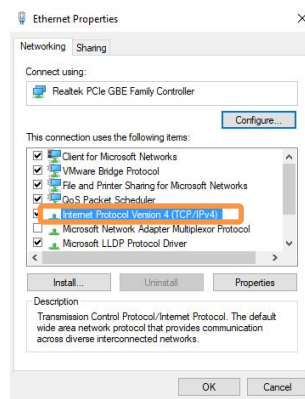 Ethernet Properties
Networking Sharing
Connect using:
Realtek PCIe GBE Family Controller
Configure...
This connection uses the following items:
Client for Microsoft Networks
VMware Bridge Protocol
File and Printer Sharing for Microsoft Networks
QoS Packet Scheduler
Internet Protocol Version 4 (TCP/IPv4)
Microsoft Network Adapter Multiplexor Protocol
Microsoft LLDP Protocol Driver
Install... Uninstall Properties
Description
Transmission Control Protocol/Internet Protocol. The default
wide area network protocol that provides communication
across diverse interconnected networks.
OK Cancel